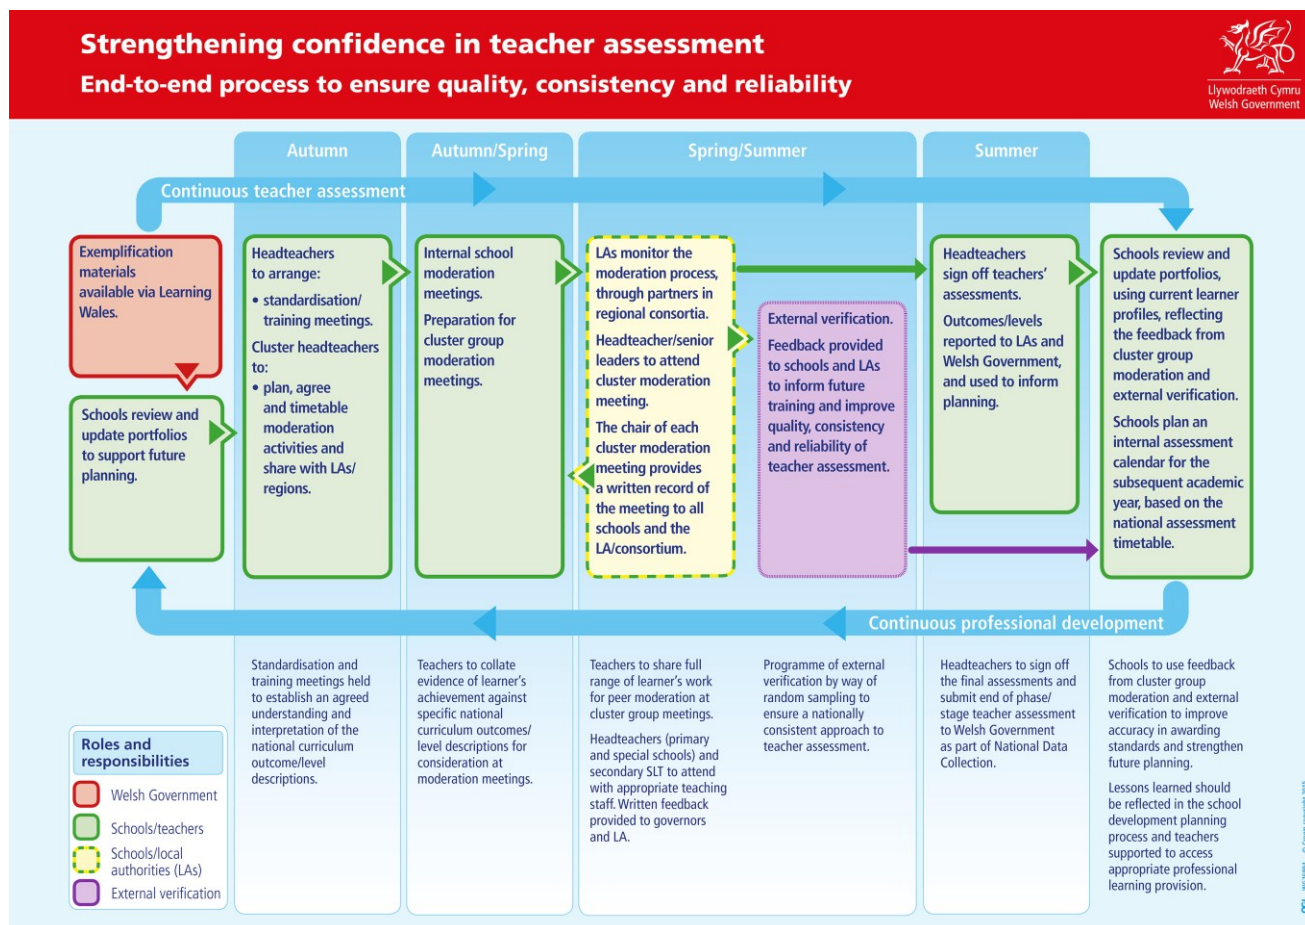 Strengthening confidence in teacher assessment
End-to-end process to ensure quality, consistency and reliability
Llywodraeth Cymru
Welsh Government
Autumn
Autumn/Spring
Spring/Summer
Summer
Continuous teacher assessment
Exemplification
materials
available via Learning
Wales.
Schools review and
update portfolios
to support future
planning.
Headteachers
to arrange:
• standardisation/
training meetings.
Cluster headteachers
to:
• plan, agree
and timetable
moderation
activities and
share with LAs/
regions.
Internal school
moderation
meetings.
Preparation for
cluster group
moderation
meetings.
LAs monitor the
moderation process,
through partners in
regional consortia.
Headteacher/senior
leaders to attend
cluster moderation
meeting.
The chair of each
cluster moderation
meeting provides
a written record of
the meeting to all
schools and the
LA/consortium.
External verification.
Feedback provided
to schools and LAs
to inform future
training and improve
quality, consistency
and reliability of
teacher assessment.
Headteachers
sign off teachers’
assessments.
Outcomes/levels
reported to LAs and
Welsh Government,
and used to inform
planning.
Schools review and
update portfolios,
using current learner
profiles, reflecting
the feedback from
cluster group
moderation and
external verification.
Schools plan an
internal assessment
calendar for the
subsequent academic
year, based on the
national assessment
timetable.
Continuous professional development
Standardisation and
training meetings held
to establish an agreed
understanding and
interpretation of the
national curriculum
outcome/level
descriptions.
Teachers to collate
evidence of learner’s
achievement against
specific national
curriculum outcomes/
level descriptions for
consideration at
moderation meetings.
Teachers to share full
range of learner’s work
for peer moderation at
cluster group meetings.
Headteachers (primary
and special schools) and
secondary SLT to attend
with appropriate teaching
staff. Written feedback
provided to governors
and LA.
Programme of external
verification by way of
random sampling to
ensure a nationally
consistent approach to
teacher assessment.
Headteachers to sign off
the final assessments and
submit end of phase/
stage teacher assessment
to Welsh Government
as part of National Data
Collection.
Schools to use feedback
from cluster group
moderation and external
verification to improve
accuracy in awarding
standards and strengthen
future planning.
Lessons learned should
be reflected in the school
development planning
process and teachers
supported to access
appropriate professional
learning provision.
Roles and
responsibilities
Welsh Government
Schools/teachers
Schools/local
authorities (LAs)
External verification